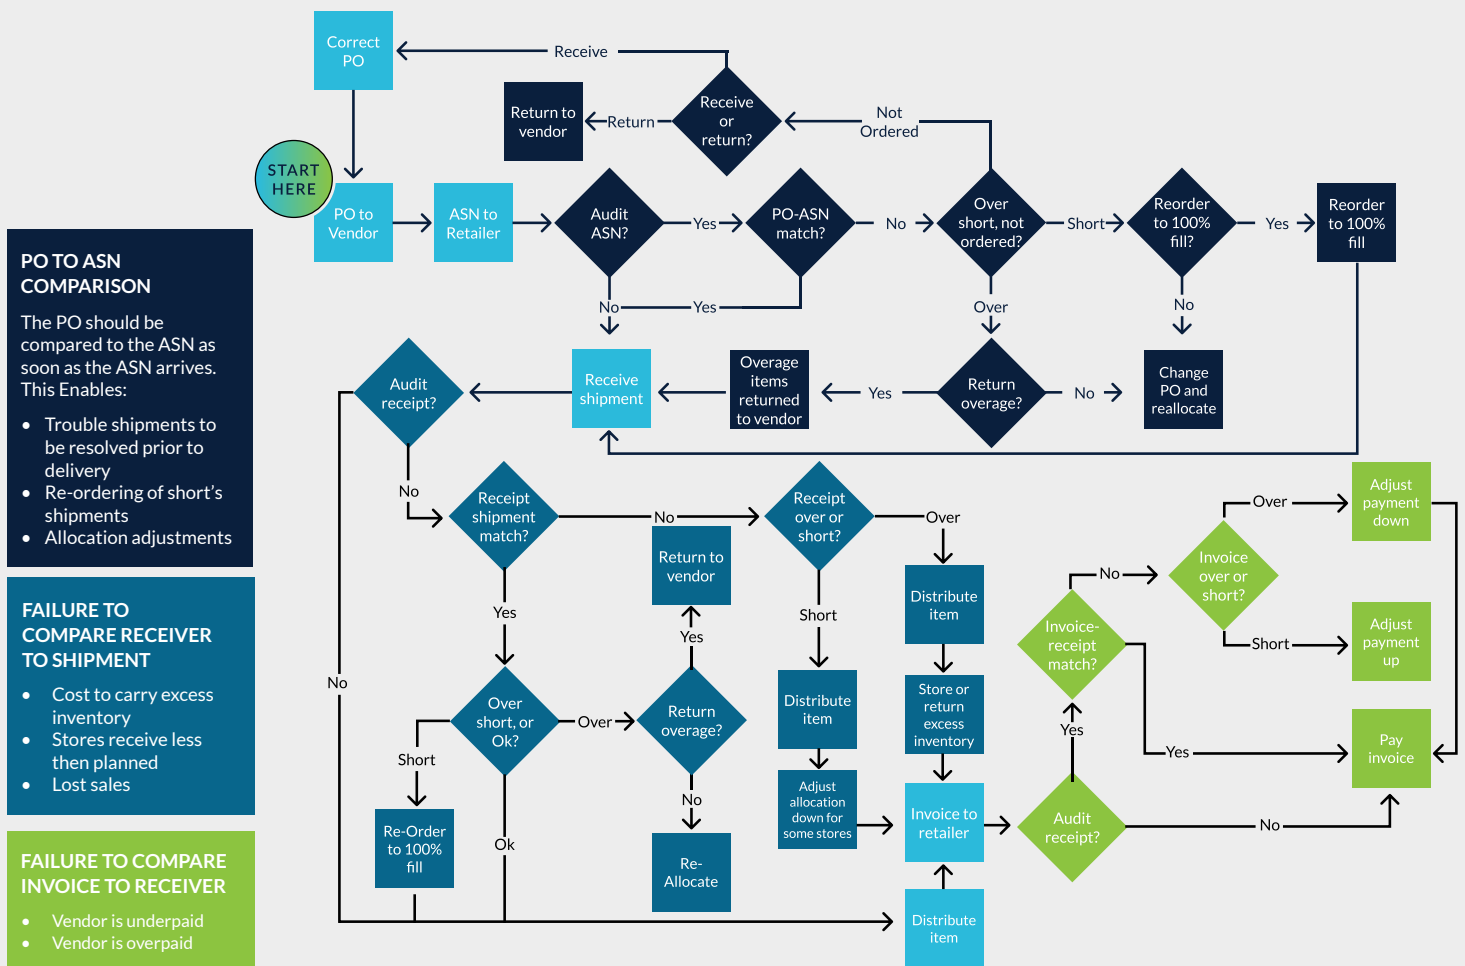 Correct
PO
Receive
Return to
vendor
Return
Receive
or
return?
Not
Ordered
START
HERE
PO to
Vendor
ASN to
Retailer
Audit
ASN?
Yes
PO-ASN
match?
No
Over
short, not
ordered?
Short
Reorder
to 100%
fill?
Yes
Reorder
to 100%
fill
No
Yes
Over
No
PO TO ASN
COMPARISON
The PO should be
compared to the ASN as
soon as the ASN arrives.
This Enables:
• Trouble shipments to
be resolved prior to
delivery
• Re-ordering of short's
shipments
• Allocation adjustments
Audit
receipt?
Receive
shipment
Overage
items
returned
to vendor
Yes
Return
overage?
No
Change
PO and
reallocate
No
Receipt
shipment
match?
No
Receipt
over or
short?
Over
Return to
vendor
Distribute
item
Yes
Yes
Short
Over
Adjust
payment
down
Invoice
over or
short?
No
Invoice-
receipt
match?
Short
Adjust
payment
up
FAILURE TO
COMPARE RECEIVER
TO SHIPMENT
• Cost to carry excess
inventory
• Stores receive less
then planned
• Lost sales
No
Over
short, or
Ok?
Over
Return
overage?
Distribute
item
Store or
return
excess
inventory
Yes
Yes
Pay
invoice
Short
No
Adjust
allocation
down for
some stores
Invoice to
retailer
Audit
receipt?
No
Re-Order
to 100%
fill
Ok
Re-
Allocate
Distribute
item
FAILURE TO COMPARE
INVOICE TO RECEIVER
• Vendor is underpaid
• Vendor is overpaid